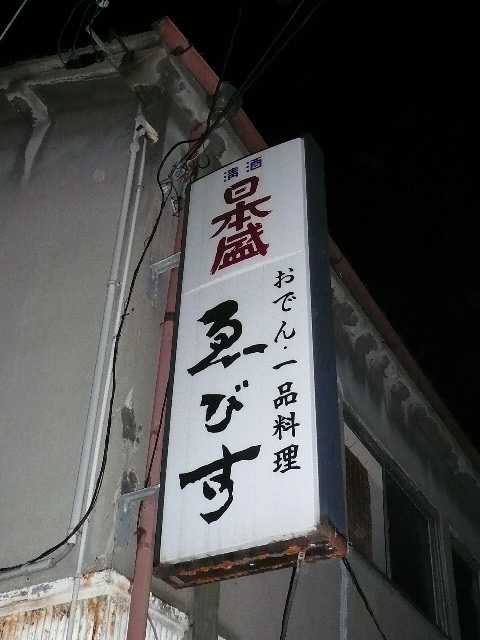 清酒
日本盛
おでん・一品料理
ゑびす